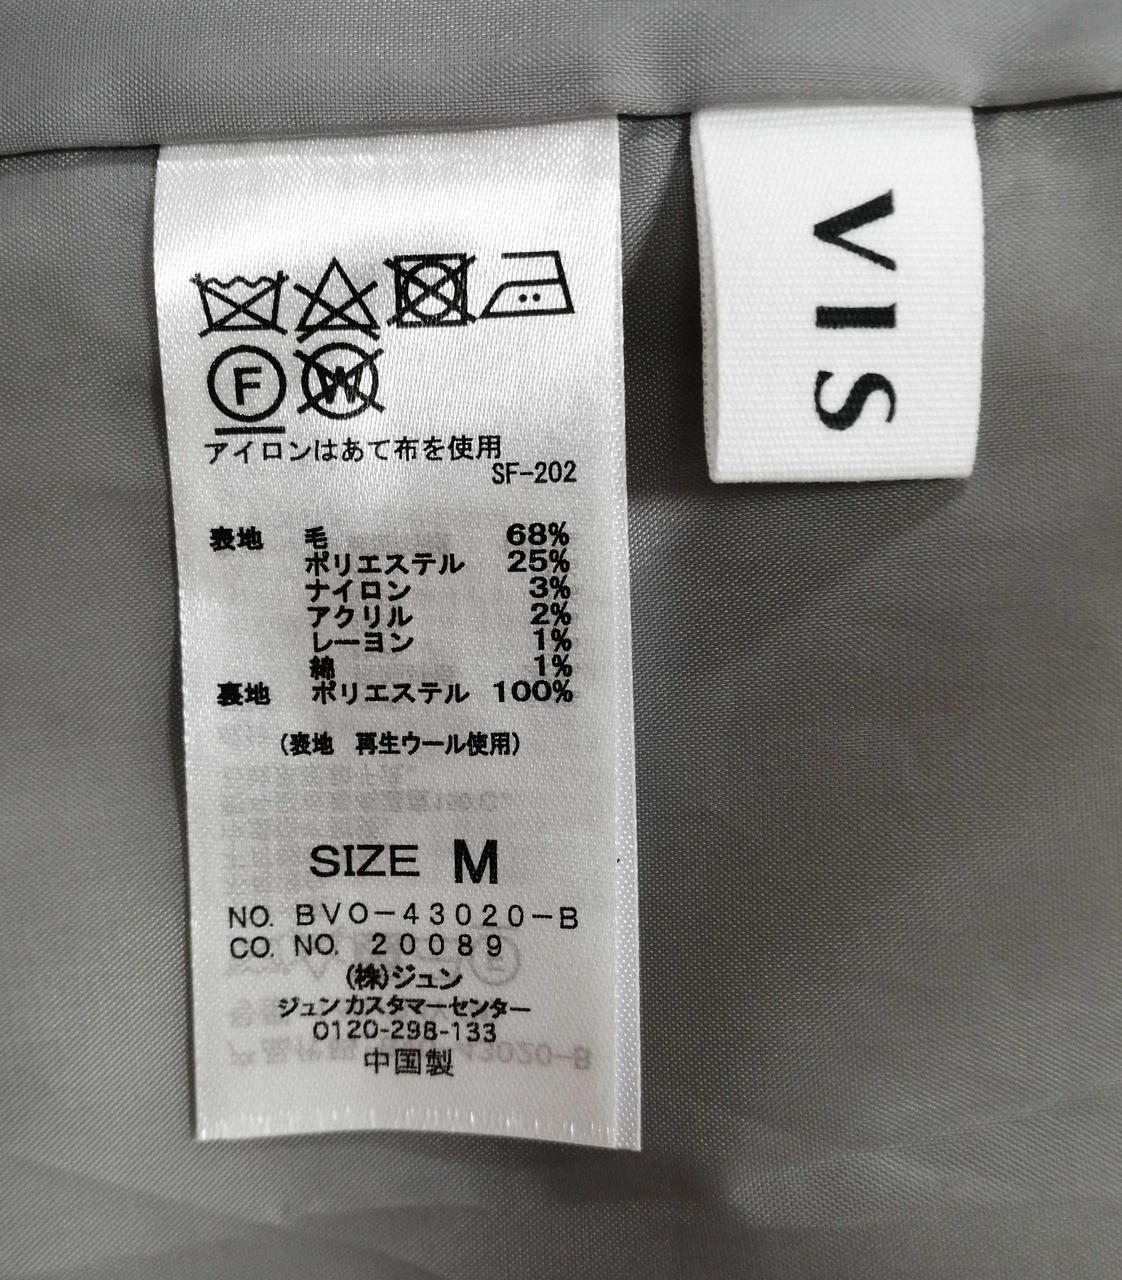 F W
アイロンはあて布を使用
SF-202
表地 毛 68%
ポリエステル 25%
ナイロン 3%
アクリル 2%
レーヨン 1%
綿 1%
裏地 ポリエステル 100%
(表地 再生ウール使用)
SIZE M
NO. BVO-43020-B
CO. NO. 20089
(株)ジュン
ジュンカスタマーセンター
0120-298-133
中国製
VIS